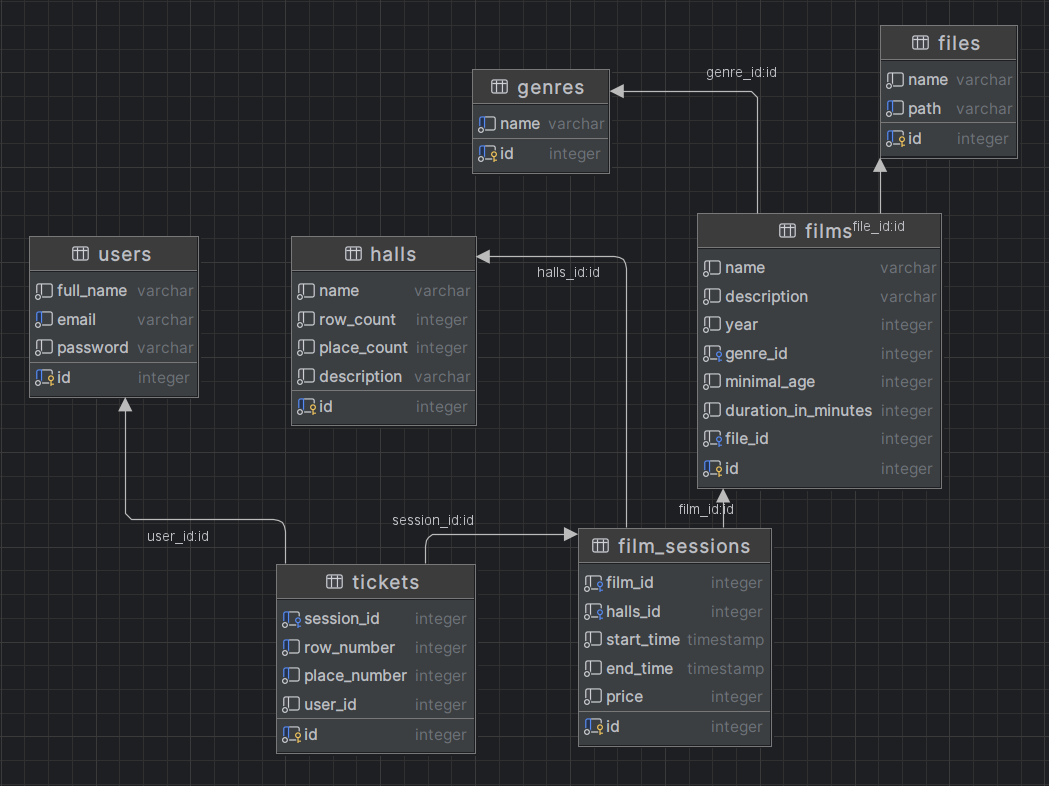 files
name varchar
path varchar
id integer
genre_id:id
genres
name varchar
id integer
films
file_id:id
name varchar
description varchar
year integer
genre_id integer
minimal_age integer
duration_in_minutes integer
file_id integer
id integer
users
full_name varchar
email varchar
password varchar
id integer
halls
name varchar
row_count integer
place_count integer
description varchar
id integer
halls_id:id
film_id:id
session_id:id
user_id:id
film_sessions
film_id integer
halls_id integer
start_time timestamp
end_time timestamp
price integer
id integer
tickets
session_id integer
row_number integer
place_number integer
user_id integer
id integer